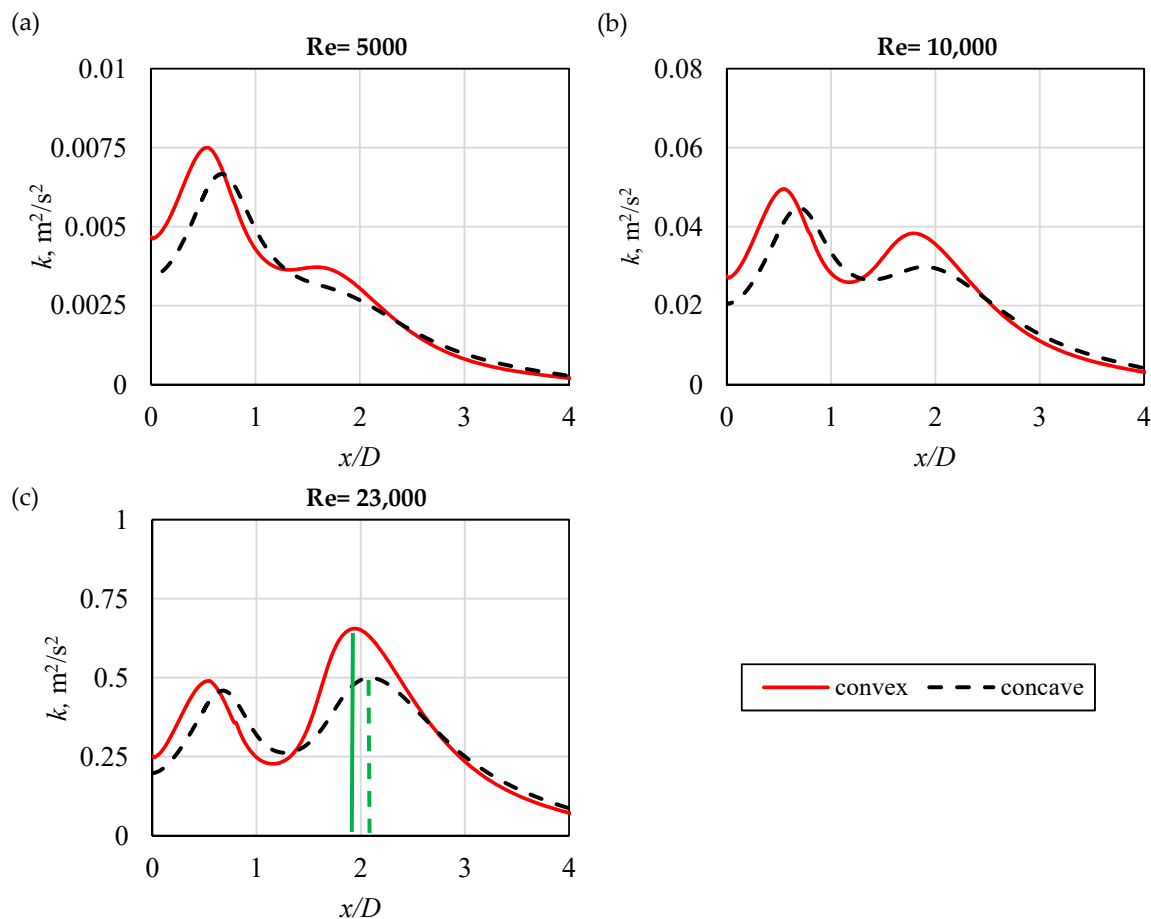 (a)
Re= 5000
0.01
0.0075
0.005
0.0025
0
k, m²/s²
0 1 2 3 4
x/D
(b)
Re= 10,000
0.08
0.06
0.04
0.02
0
k, m²/s²
0 1 2 3 4
x/D
(c)
Re= 23,000
1
0.75
0.5
0.25
0
k, m²/s²
0 1 2 3 4
x/D
convex concave